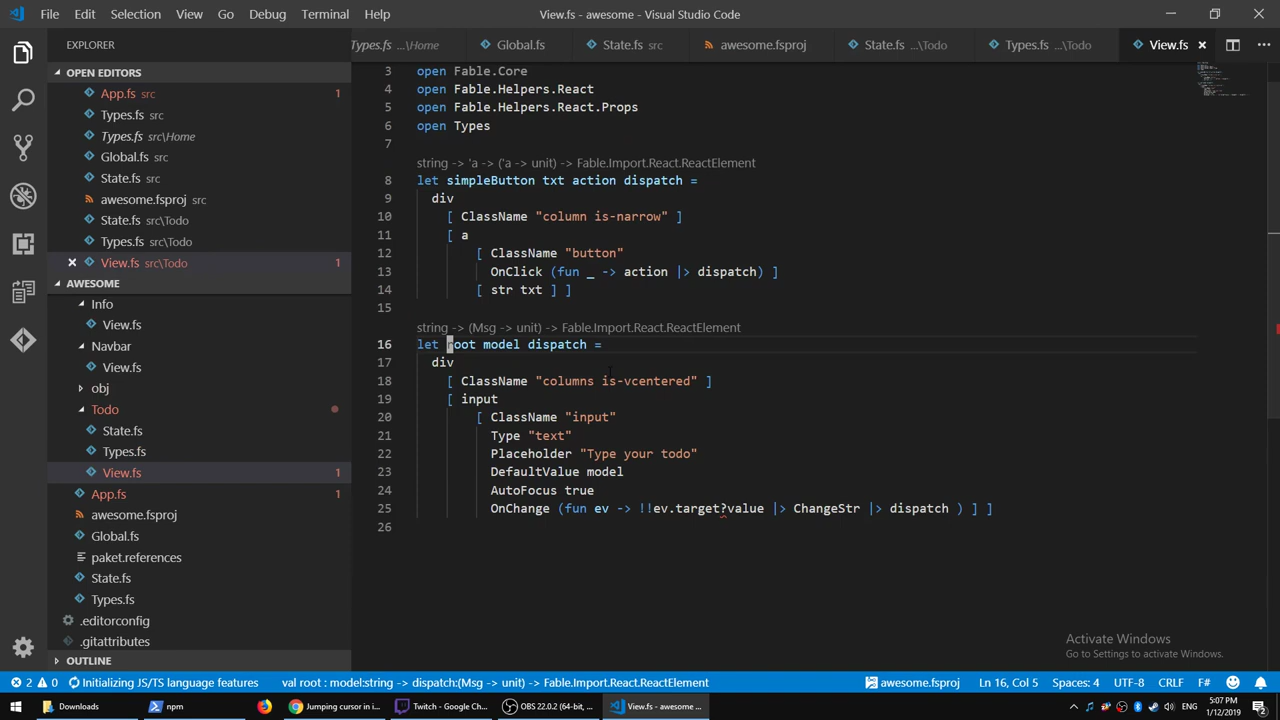 File Edit Selection View Go Debug Terminal Help View.fs - awesome - Visual Studio Code
EXPLORER
Types.fs ...\Home Global.fs State.fs src awesome.fsproj State.fs ...\Todo Types.fs ...\Todo View.fs
OPEN EDITORS
App.fs src 1
Types.fs src
Types.fs src\Home
Global.fs src
State.fs src
awesome.fsproj src
State.fs src\Todo
Types.fs src\Todo
View.fs src\Todo 1
AWESOME
Info
View.fs
Navbar
View.fs
obj
Todo
State.fs
Types.fs
View.fs 1
App.fs 1
awesome.fsproj
Global.fs
paket.references
State.fs
Types.fs
.editorconfig
.gitattributes
OUTLINE
3 open Fable.Core
4 open Fable.Helpers.React
5 open Fable.Helpers.React.Props
6 open Types
7
string -> 'a -> ('a -> unit) -> Fable.Import.React.ReactElement
8 let simpleButton txt action dispatch =
9 div
10 [ ClassName "column is-narrow" ]
11 [ a
12 [ ClassName "button"
13 OnClick (fun _ -> action |> dispatch) ]
14 [ str txt ] ]
15
string -> (Msg -> unit) -> Fable.Import.React.ReactElement
16 let root model dispatch =
17 div
18 [ ClassName "columns is-vcentered" ]
19 [ input
20 [ ClassName "input"
21 Type "text"
22 Placeholder "Type your todo"
23 DefaultValue model
24 AutoFocus true
25 OnChange (fun ev -> !!ev.target?value |> ChangeStr |> dispatch ) ] ]
26
Activate Windows
Go to Settings to activate Windows.
2 0 Initializing JS/TS language features val root : model:string -> dispatch:(Msg -> unit) -> Fable.Import.React.ReactElement awesome.fsproj Ln 16, Col 5 Spaces: 4 UTF-8 CRLF F#
Downloads npm Jumping cursor in i... Twitch - Google Ch... OBS 22.0.2 (64-bit, ... View.fs - awesome ... 5:07 PM
1/12/2019 2